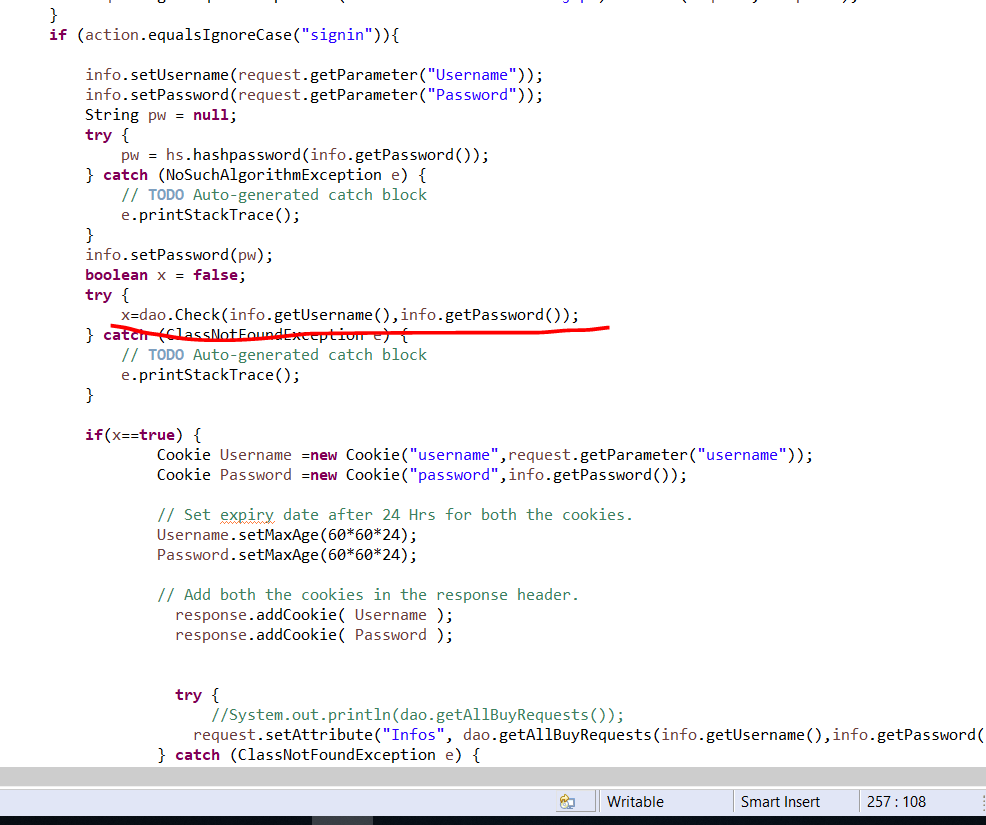 }
if (action.equalsIgnoreCase("signin")){
info.setUsername(request.getParameter("Username"));
info.setPassword(request.getParameter("Password"));
String pw = null;
try {
pw = hs.hashpassword(info.getPassword());
} catch (NoSuchAlgorithmException e) {
// TODO Auto-generated catch block
e.printStackTrace();
}
info.setPassword(pw);
boolean x = false;
try {
x=dao.Check(info.getUsername(),info.getPassword());
} catch (ClassNotFoundException e) {
// TODO Auto-generated catch block
e.printStackTrace();
}
if(x==true) {
Cookie Username =new Cookie("username",request.getParameter("username"));
Cookie Password =new Cookie("password",info.getPassword());
// Set expiry date after 24 Hrs for both the cookies.
Username.setMaxAge(60*60*24);
Password.setMaxAge(60*60*24);
// Add both the cookies in the response header.
response.addCookie( Username );
response.addCookie( Password );
try {
//System.out.println(dao.getAllBuyRequests());
request.setAttribute("Infos", dao.getAllBuyRequests(info.getUsername(),info.getPassword(
} catch (ClassNotFoundException e) {
Writable Smart Insert 257 : 108